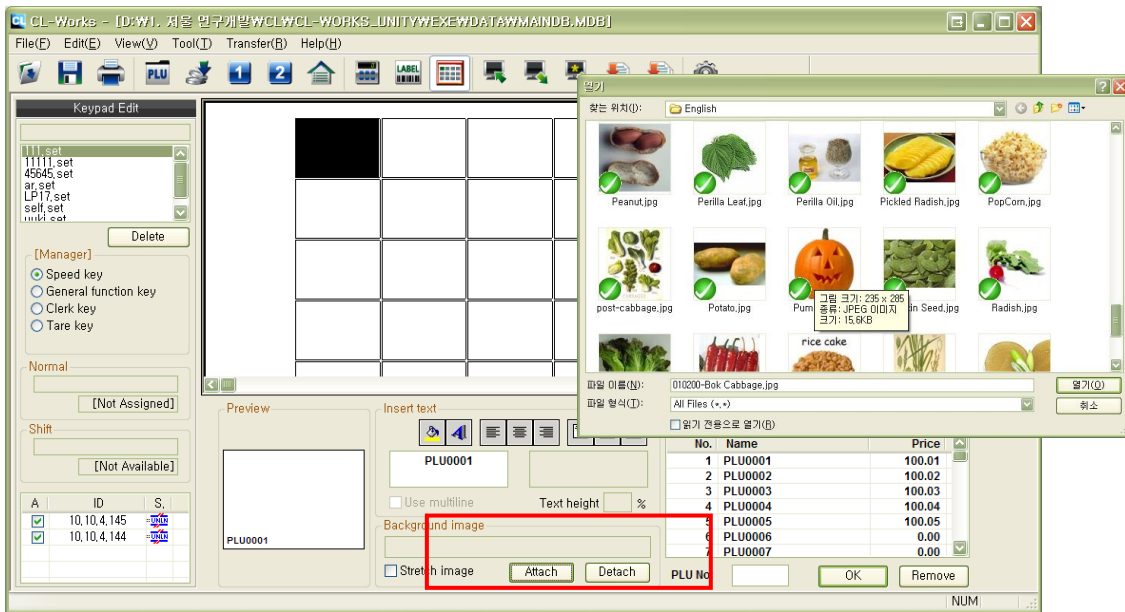 CL-Works - [D:₩1. 저울 연구개발₩CL₩CL-WORKS_UNITY₩EXE₩DATA₩MAINDB.MDB]
File(F) Edit(E) View(V) Tool(T) Transfer(R) Help(H)
PLU 1 2 LABEL
Keypad Edit
111.set
11111.set
45645.set
ar.set
LP17.set
self.set
uuki.set
Delete
[Manager]
Speed key
General function key
Clerk key
Tare key
Normal
[Not Assigned]
Shift
[Not Available]
A ID S.
10.10.4.145 UNLN
10.10.4.144 UNLN
Preview
PLU0001
Insert text
PLU0001
Use multiline Text height %
Background image
Stretch image Attach Detach
No. Name Price
1 PLU0001 100.01
2 PLU0002 100.02
3 PLU0003 100.03
4 PLU0004 100.04
5 PLU0005 100.05
6 PLU0006 0.00
7 PLU0007 0.00
PLU No OK Remove
NUM
열기
찾는 위치(I): English
Peanut.jpg Perilla Leaf.jpg Perilla Oil.jpg Pickled Radish.jpg PopCorn.jpg
post-cabbage.jpg Potato.jpg Pum in Seed.jpg Radish.jpg
그림 크기: 235 x 285
종류: JPEG 이미지
크기: 15.6KB
rice cake
파일 이름(N): 010200-Bok Cabbage.jpg 열기(O)
파일 형식(T): All Files (*.*) 취소
읽기 전용으로 열기(R)